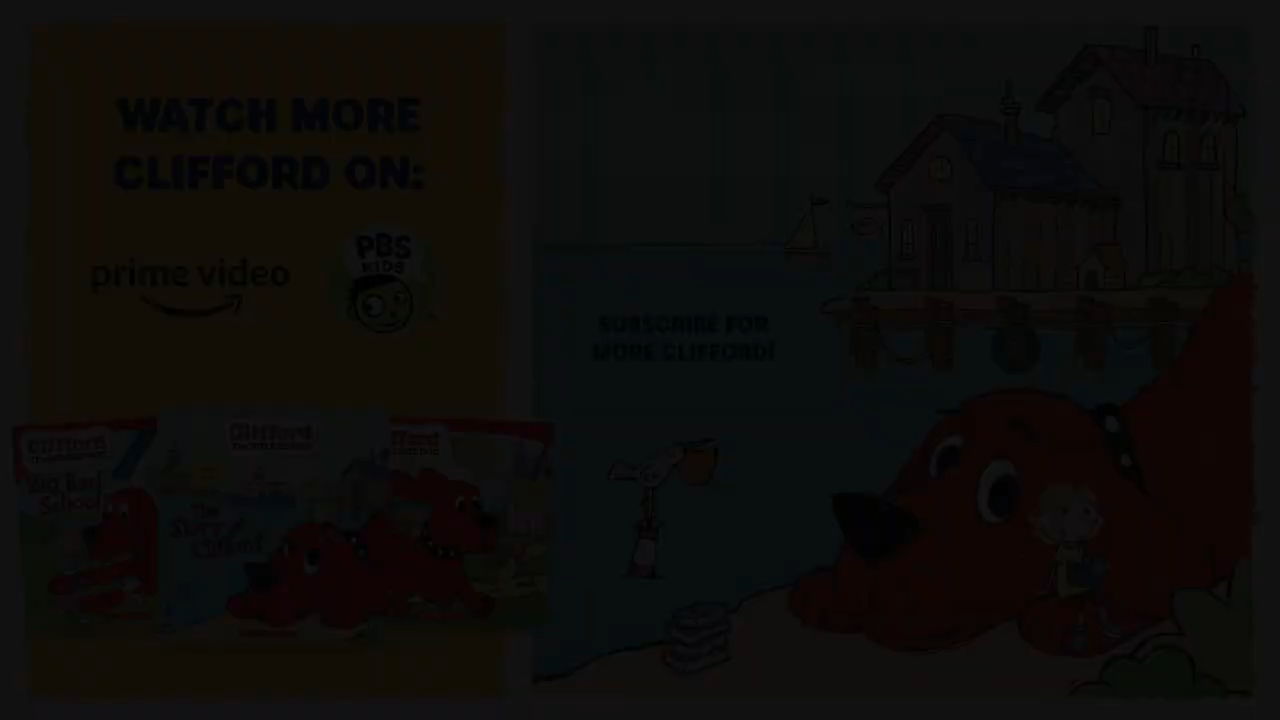 WATCH MORE
CLIFFORD ON:
prime video
PBS
KIDS
SUBSCRIBE FOR
MORE CLIFFORD!
Clifford
Big Red
School
Clifford
The
Story of
Clifford